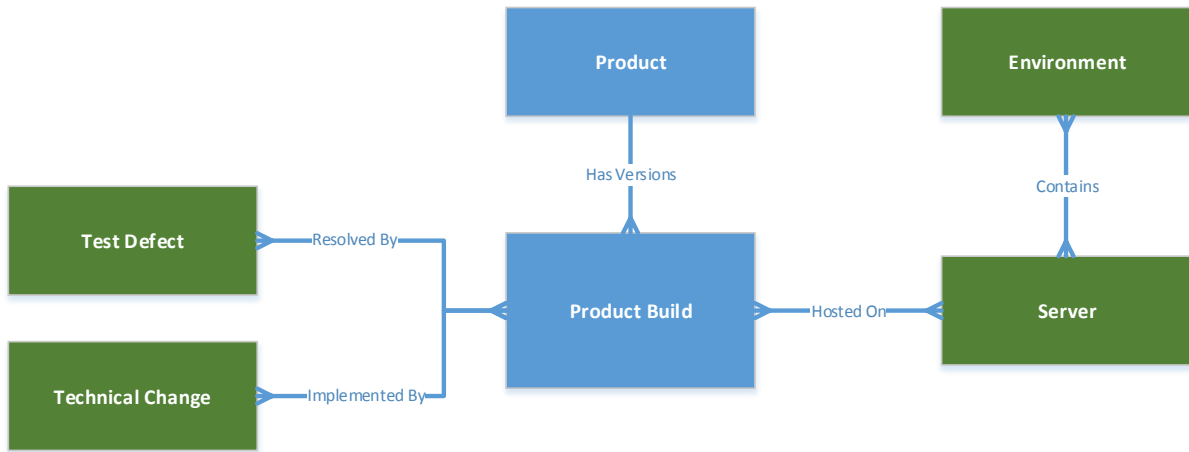 Product
Environment
Has Versions
Contains
Test Defect
Resolved By
Product Build
Hosted On
Server
Technical Change
Implemented By